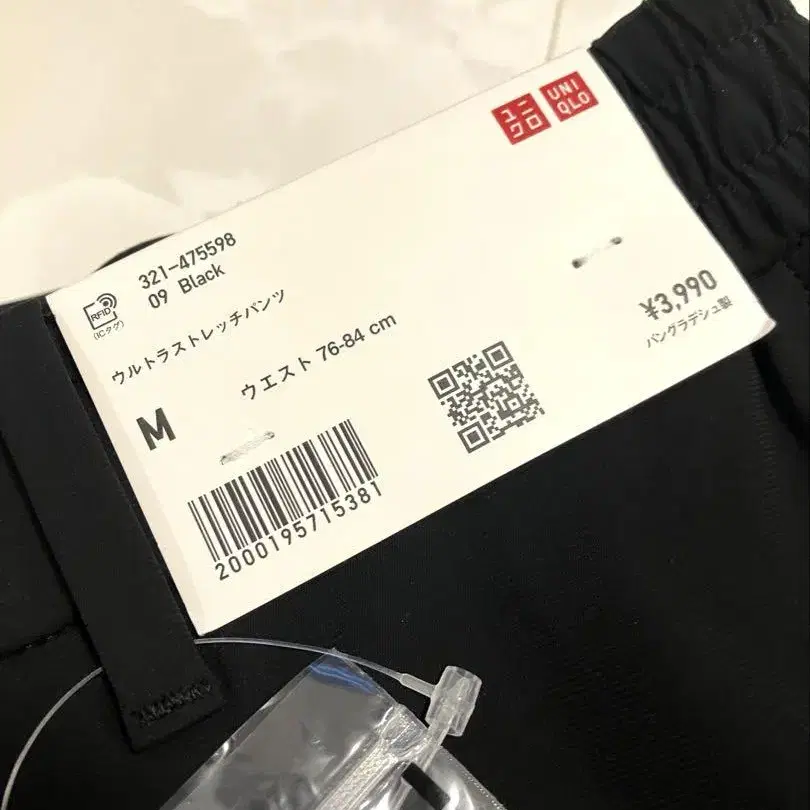 ユニクロ
UNIQLO
321-475598
09 Black
RFID
(ICタグ)
ウルトラストレッチパンツ
M
ウエスト 76-84 cm
¥3,990
バングラデシュ製
2000195715381